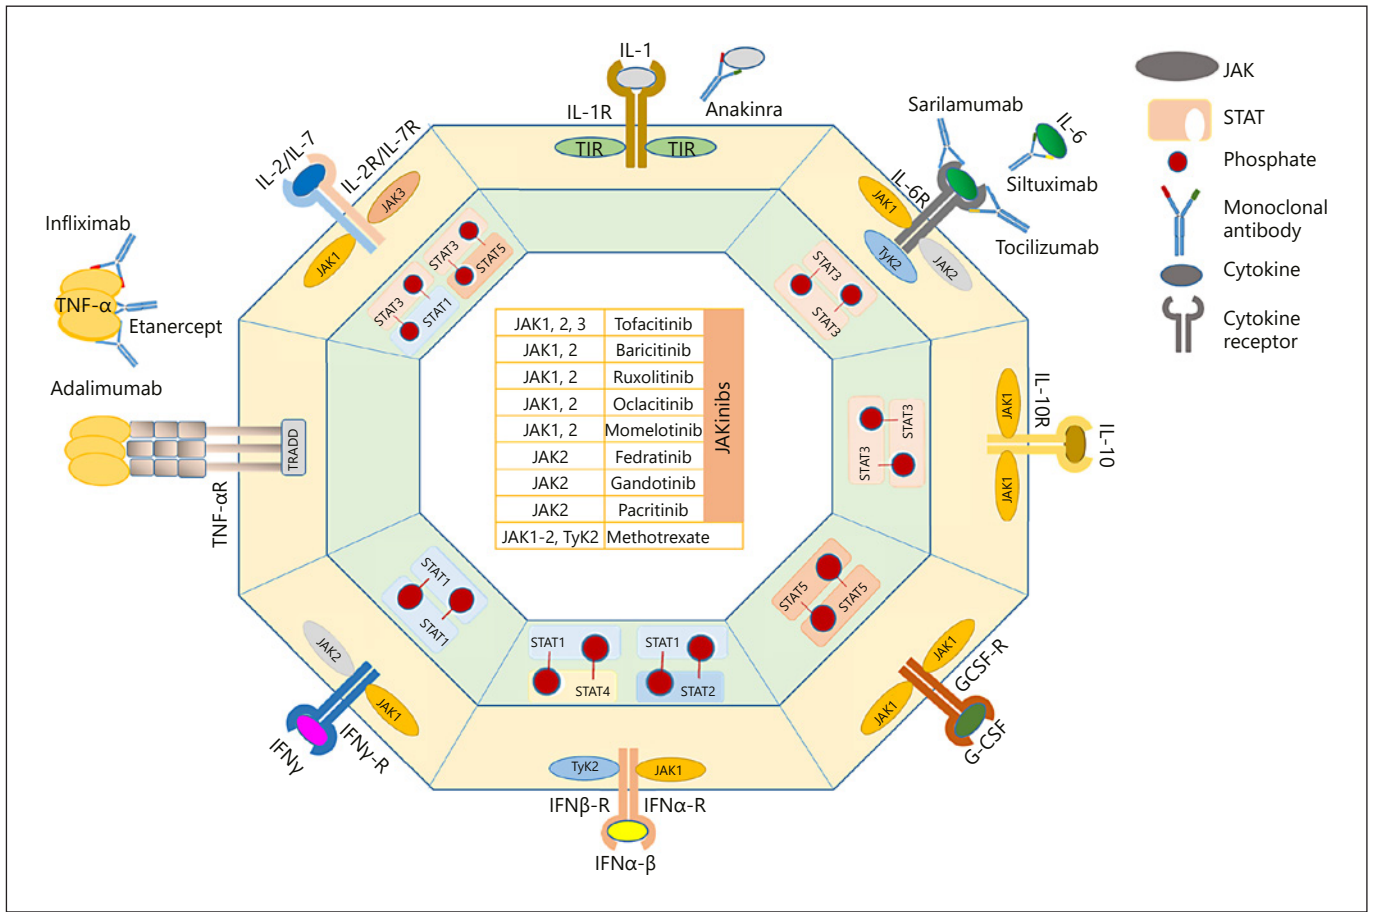 IL-1
IL-1R
TIR
TIR
Anakinra
Sarilamumab
IL-6
Siltuximab
Tocilizumab
IL-6R
JAK1
TyK2
JAK2
JAK
STAT
Phosphate
Monoclonal
antibody
Cytokine
Cytokine
receptor
IL-2/IL-7
IL-2R/IL-7R
JAK3
JAK1
STAT3
STAT5
STAT3
STAT1
STAT3
STAT3
Infliximab
TNF-α
Etanercept
Adalimumab
TRADD
TNF-αR
JAK1, 2, 3 Tofacitinib
JAK1, 2 Baricitinib
JAK1, 2 Ruxolitinib
JAK1, 2 Oclacitinib
JAK1, 2 Momelotinib
JAK2 Fedratinib
JAK2 Gandotinib
JAK2 Pacritinib
JAK1-2, TyK2 Methotrexate
JAKinibs
STAT3
STAT3
JAK1
IL-10R
IL-10
JAK1
STAT1
STAT1
STAT5
STAT5
STAT1
STAT4
STAT1
STAT2
JAK2
JAK1
IFNγ
IFNγ-R
TyK2
JAK1
IFNβ-R
IFNα-R
IFNα-β
JAK1
JAK1
GCSF-R
G-CSF